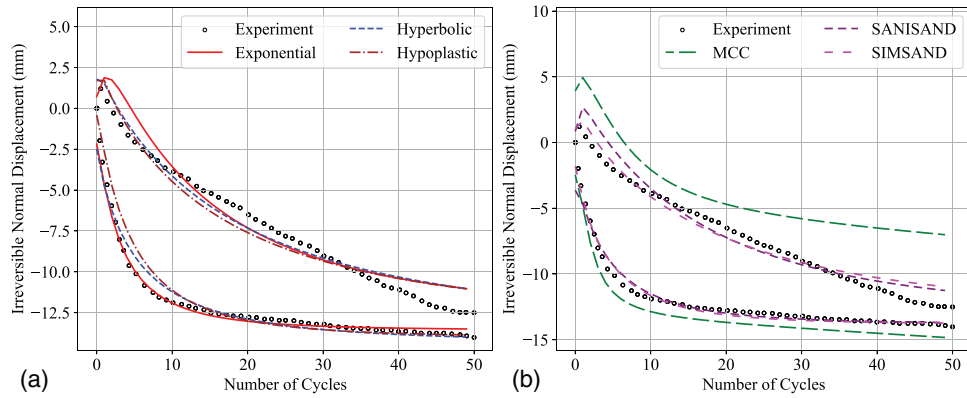 5.0
2.5
0.0
−2.5
−5.0
−7.5
−10.0
−12.5
Irreversible Normal Displacement (mm)
Experiment
Exponential
Hyperbolic
Hypoplastic
0 10 20 30 40 50
Number of Cycles
(a)
10
5
0
−5
−10
−15
Irreversible Normal Displacement (mm)
Experiment
MCC
SANISAND
SIMSAND
0 10 20 30 40 50
Number of Cycles
(b)